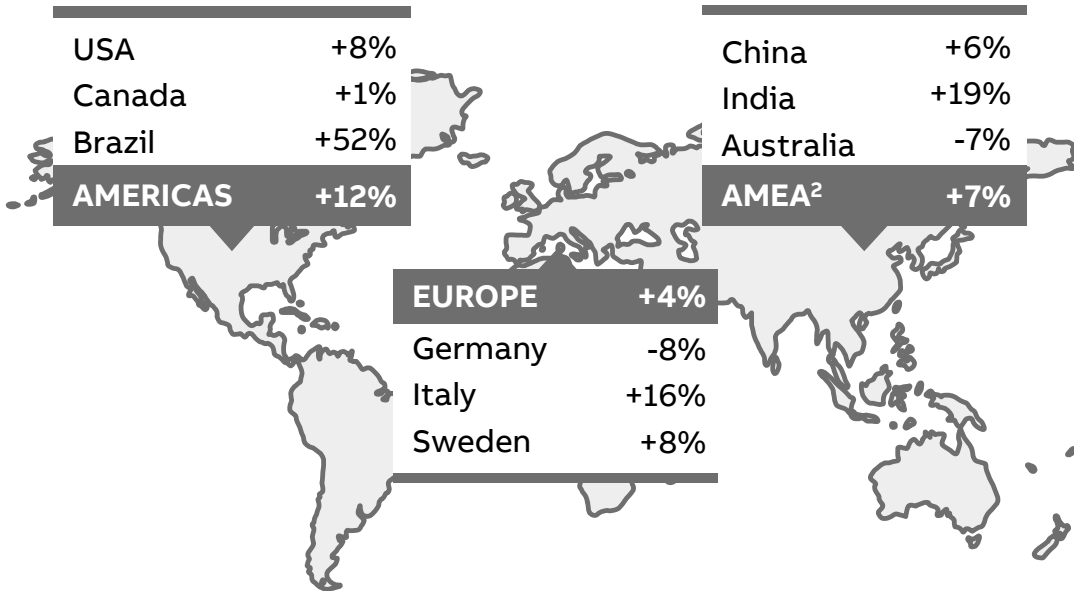 USA +8%
Canada +1%
Brazil +52%
AMERICAS +12%
China +6%
India +19%
Australia -7%
AMEA² +7%
EUROPE +4%
Germany -8%
Italy +16%
Sweden +8%